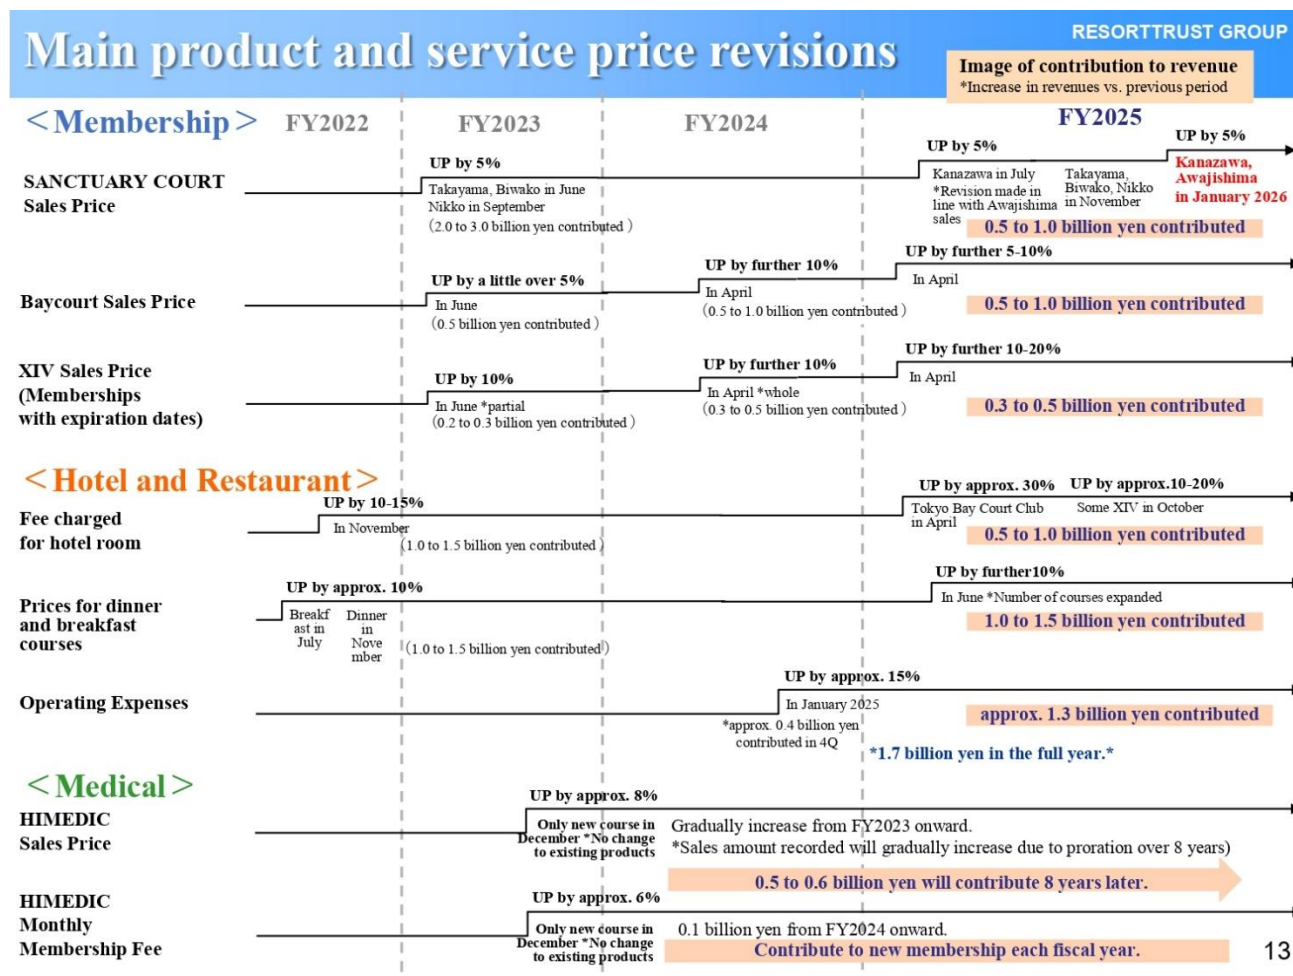 Main product and service price revisions
RESORTTRUST GROUP
Image of contribution to revenue
*Increase in revenues vs. previous period
<Membership>
FY2022
FY2023
FY2024
FY2025
SANCTUARY COURT
Sales Price
UP by 5%
Takayama, Biwako in June
Nikko in September
(2.0 to 3.0 billion yen contributed )
UP by 5%
Kanazawa in July
*Revision made in
line with Awajishima
sales
Takayama,
Biwako, Nikko
in November
UP by 5%
Kanazawa,
Awajishima
in January 2026
0.5 to 1.0 billion yen contributed
Baycourt Sales Price
UP by a little over 5%
In June
(0.5 billion yen contributed )
UP by further 10%
In April
(0.5 to 1.0 billion yen contributed )
UP by further 5-10%
In April
0.5 to 1.0 billion yen contributed
XIV Sales Price
(Memberships
with expiration dates)
UP by 10%
In June *partial
(0.2 to 0.3 billion yen contributed )
UP by further 10%
In April *whole
(0.3 to 0.5 billion yen contributed )
UP by further 10-20%
In April
0.3 to 0.5 billion yen contributed
<Hotel and Restaurant>
Fee charged
for hotel room
UP by 10-15%
In November
(1.0 to 1.5 billion yen contributed )
UP by approx. 30%
Tokyo Bay Court Club
in April
UP by approx.10-20%
Some XIV in October
0.5 to 1.0 billion yen contributed
Prices for dinner
and breakfast
courses
UP by approx. 10%
Breakf
ast in
July
Dinner
in
Nove
mber
(1.0 to 1.5 billion yen contributed )
UP by further10%
In June *Number of courses expanded
1.0 to 1.5 billion yen contributed
Operating Expenses
UP by approx. 15%
In January 2025
*approx. 0.4 billion yen
contributed in 4Q
approx. 1.3 billion yen contributed
*1.7 billion yen in the full year.*
<Medical>
HIMEDIC
Sales Price
UP by approx. 8%
Only new course in
December *No change
to existing products
Gradually increase from FY2023 onward.
*Sales amount recorded will gradually increase due to proration over 8 years)
0.5 to 0.6 billion yen will contribute 8 years later.
HIMEDIC
Monthly
Membership Fee
UP by approx. 6%
Only new course in
December *No change
to existing products
0.1 billion yen from FY2024 onward.
Contribute to new membership each fiscal year.
13